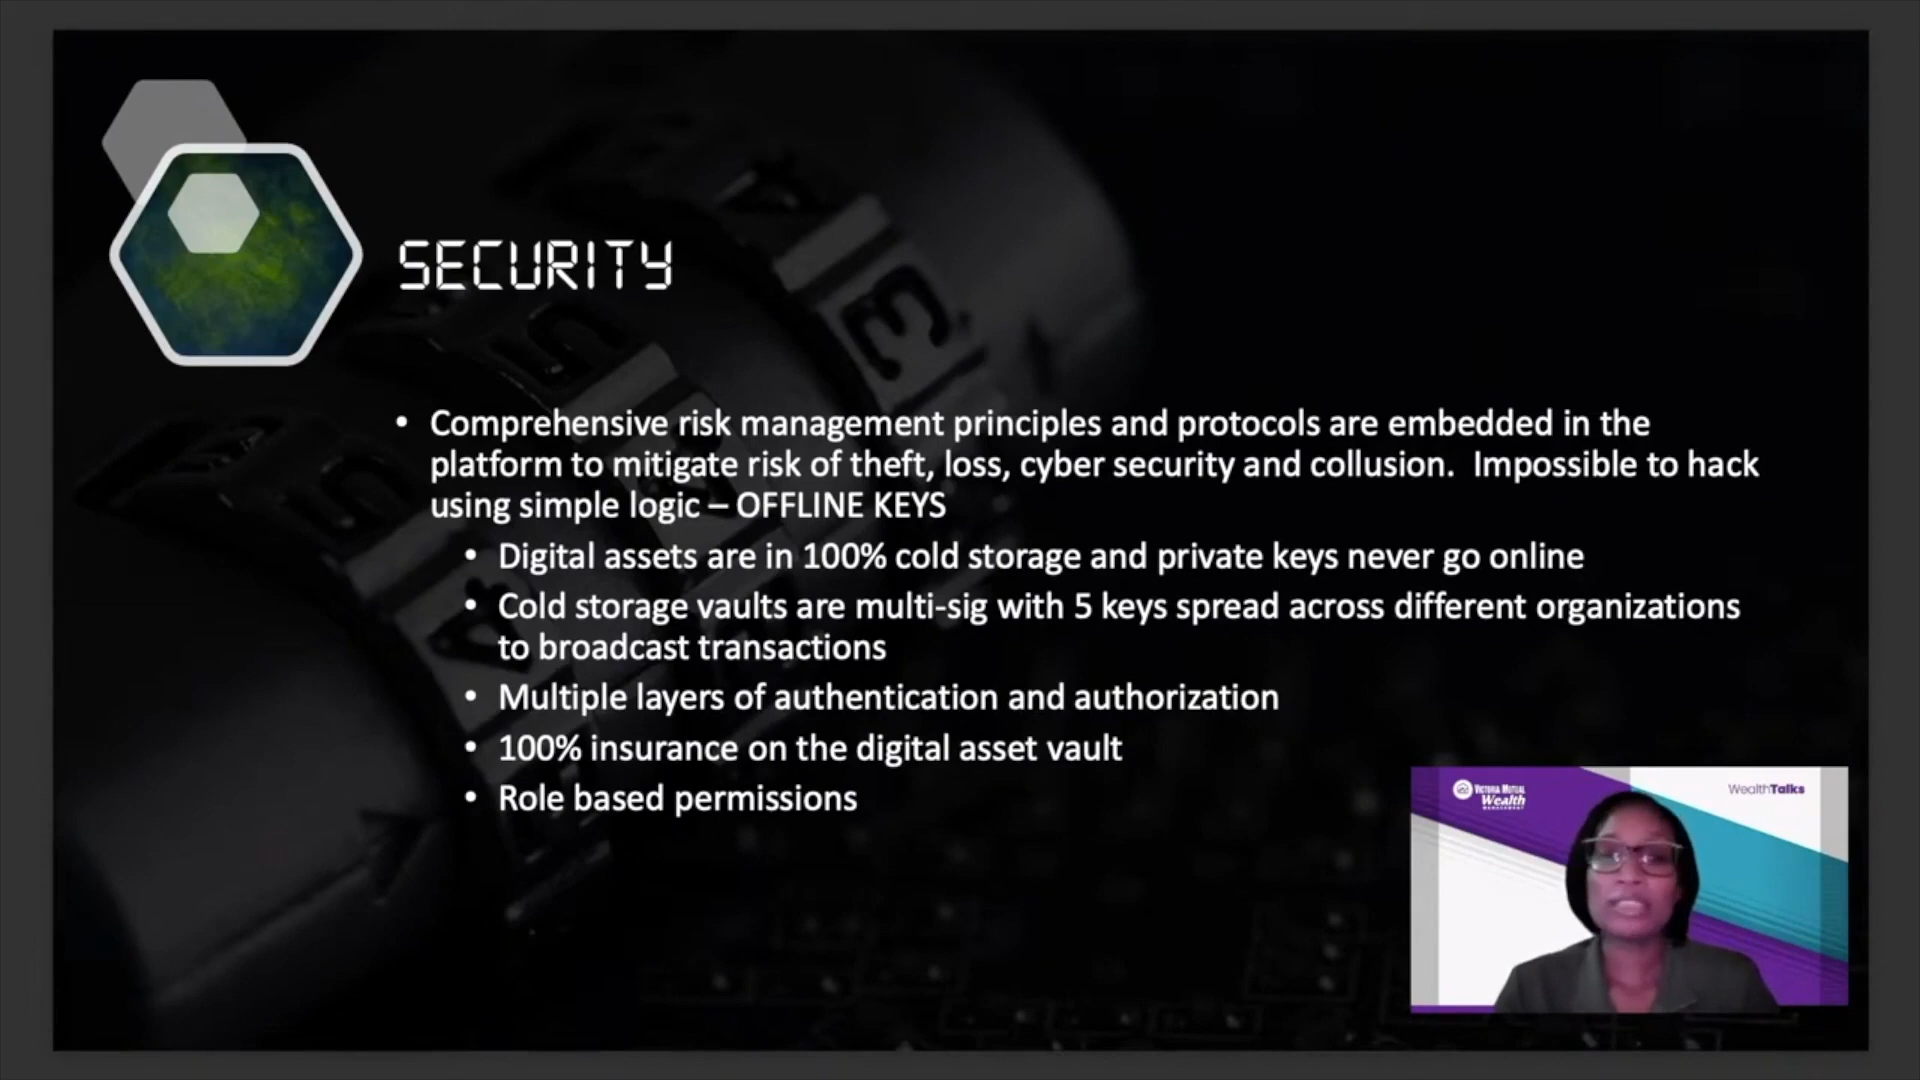 SECURITY
• Comprehensive risk management principles and protocols are embedded in the
platform to mitigate risk of theft, loss, cyber security and collusion.  Impossible to hack
using simple logic – OFFLINE KEYS
• Digital assets are in 100% cold storage and private keys never go online
• Cold storage vaults are multi-sig with 5 keys spread across different organizations
to broadcast transactions
• Multiple layers of authentication and authorization
• 100% insurance on the digital asset vault
• Role based permissions
VICTORIA MUTUAL
Wealth
MANAGEMENT
WealthTalks